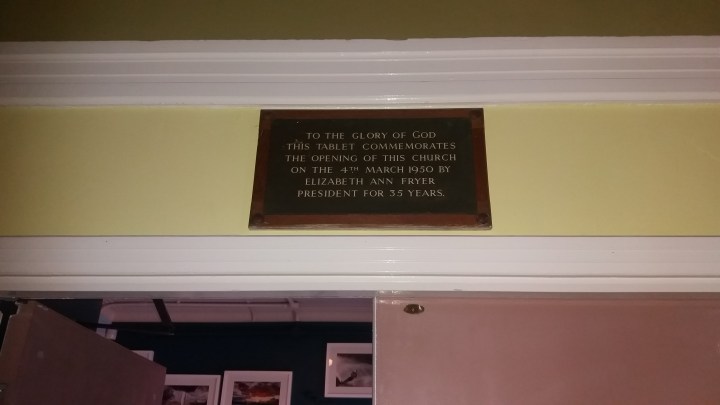 TO THE GLORY OF GOD
THIS TABLET COMMEMORATES
THE OPENING OF THIS CHURCH
ON THE 4TH MARCH 1950 BY
ELIZABETH ANN FRYER
PRESIDENT FOR 35 YEARS.